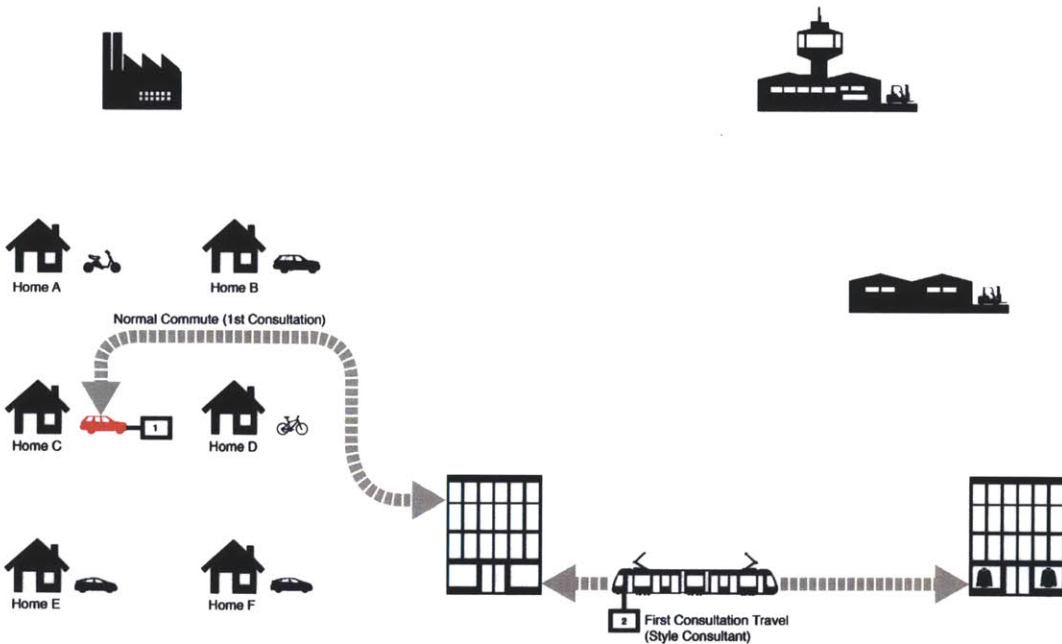 Home A
Home B
Normal Commute (1st Consultation)
1
Home C
Home D
Home E
Home F
2
First Consultation Travel
(Style Consultant)